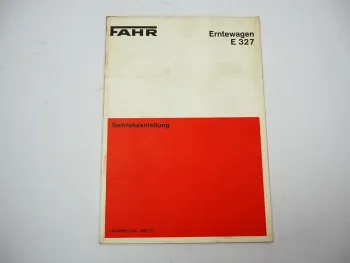 FAHR
Erntewagen
E 327
Betriebsanleitung